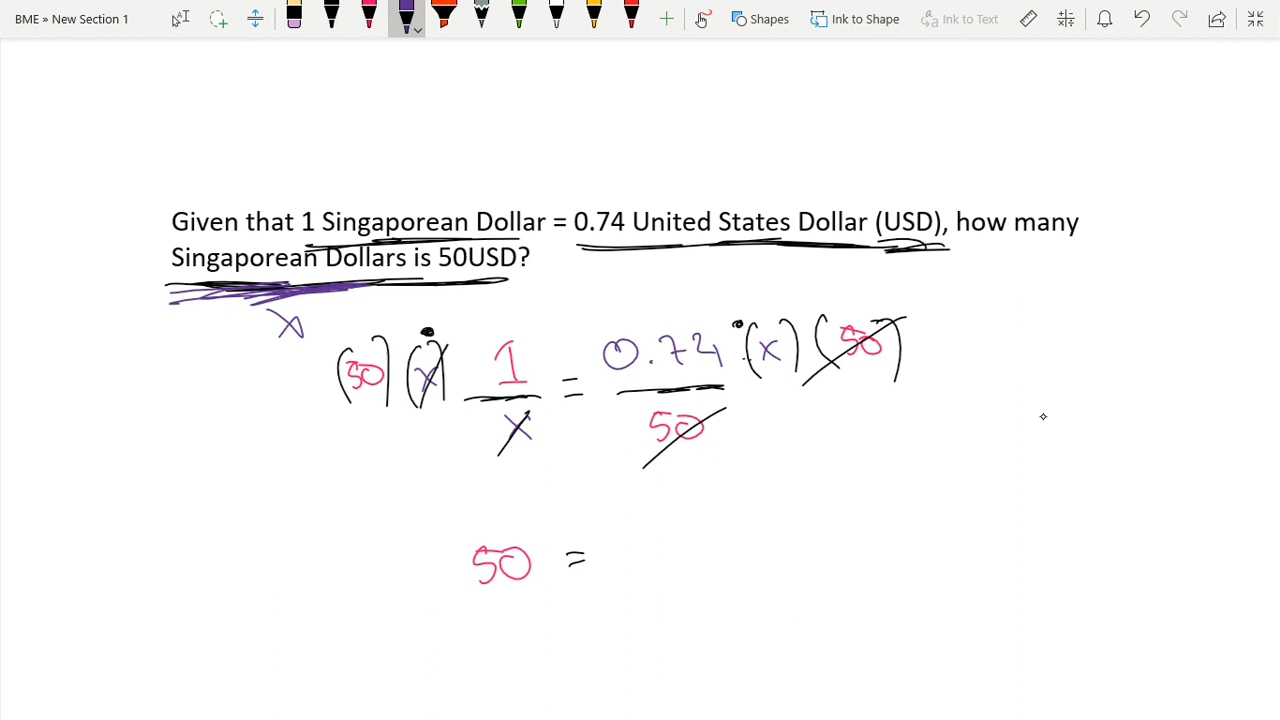 BME » New Section 1
Shapes
Ink to Shape
Ink to Text
Given that 1 Singaporean Dollar = 0.74 United States Dollar (USD), how many
Singaporean Dollars is 50USD?
x
(50) (x) 1 = 0.74 (x) (50)
x 50
50 =